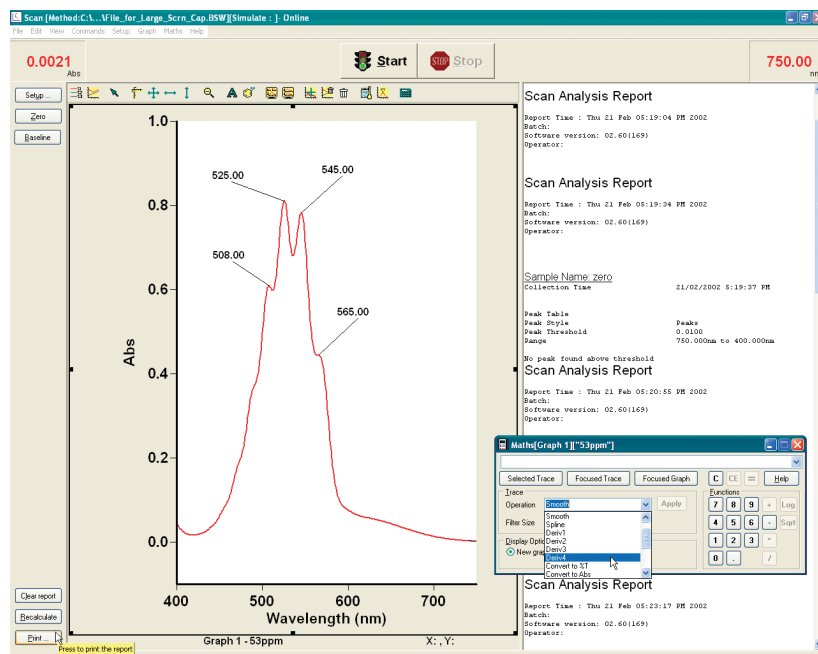 Scan [Method:C:\...\File_for_Large_Scrn_Cap.BSW][Simulate : ]- Online
File Edit View Commands Setup Graph Maths Help
0.0021
Abs
Start
Stop
750.00
nm
Setup ...
Zero
Baseline
Clear report
Recalculate
Print ...
Press to print the report
1.0
0.8
0.6
0.4
0.2
0.0
Abs
525.00
545.00
508.00
565.00
400
500
600
700
Wavelength (nm)
Graph 1 - 53ppm
X: , Y:
Scan Analysis Report
Report Time : Thu 21 Feb 05:19:04 PM 2002
Batch:
Software version: 02.60(169)
Operator:
Scan Analysis Report
Report Time : Thu 21 Feb 05:19:34 PM 2002
Batch:
Software version: 02.60(169)
Operator:
Sample Name: zero
Collection Time 21/02/2002 5:19:37 PM
Peak Table
Peak Style Peaks
Peak Threshold 0.0100
Range 750.000nm to 400.000nm
No peak found above threshold
Scan Analysis Report
Report Time : Thu 21 Feb 05:20:55 PM 2002
Batch:
Software version: 02.60(169)
Operator:
Maths[Graph 1]["53ppm"]
Selected Trace
Focused Trace
Focused Graph
C
CE
=
Help
Trace
Operation
Smooth
Apply
Filter Size
Smooth
Spline
Deriv1
Deriv2
Deriv3
Deriv4
Convert to %T
Convert to Abs
New
Functions
7 8 9 + Log
4 5 6 - Sqrt
1 2 3 *
0 . /
Scan Analysis Report
Report Time : Thu 21 Feb 05:23:17 PM 2002
Batch:
Software version: 02.60(169)
Operator: